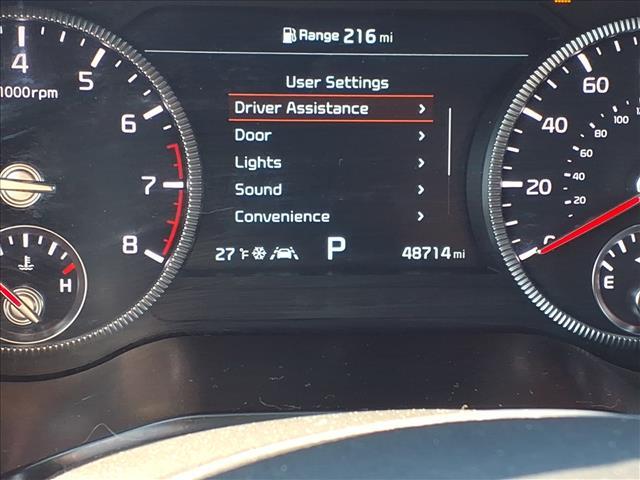 Range 216 mi
User Settings
Driver Assistance >
Door >
Lights >
Sound >
Convenience >
27 °F P 48714 mi
4
5
6
7
8
1000rpm
H
60
40
20
0
100
80
60
40
20
E